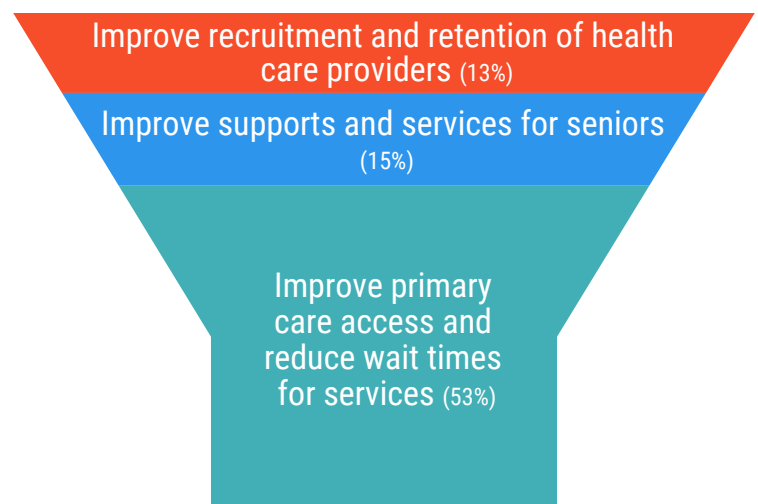 Improve recruitment and retention of health
care providers (13%)
Improve supports and services for seniors
(15%)
Improve primary
care access and
reduce wait times
for services (53%)